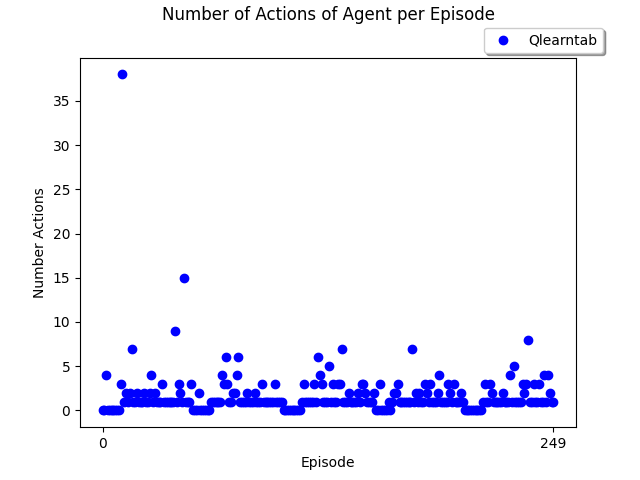 Number of Actions of Agent per Episode
Qlearntab
35
30
25
20
15
10
5
0
Number Actions
0
249
Episode